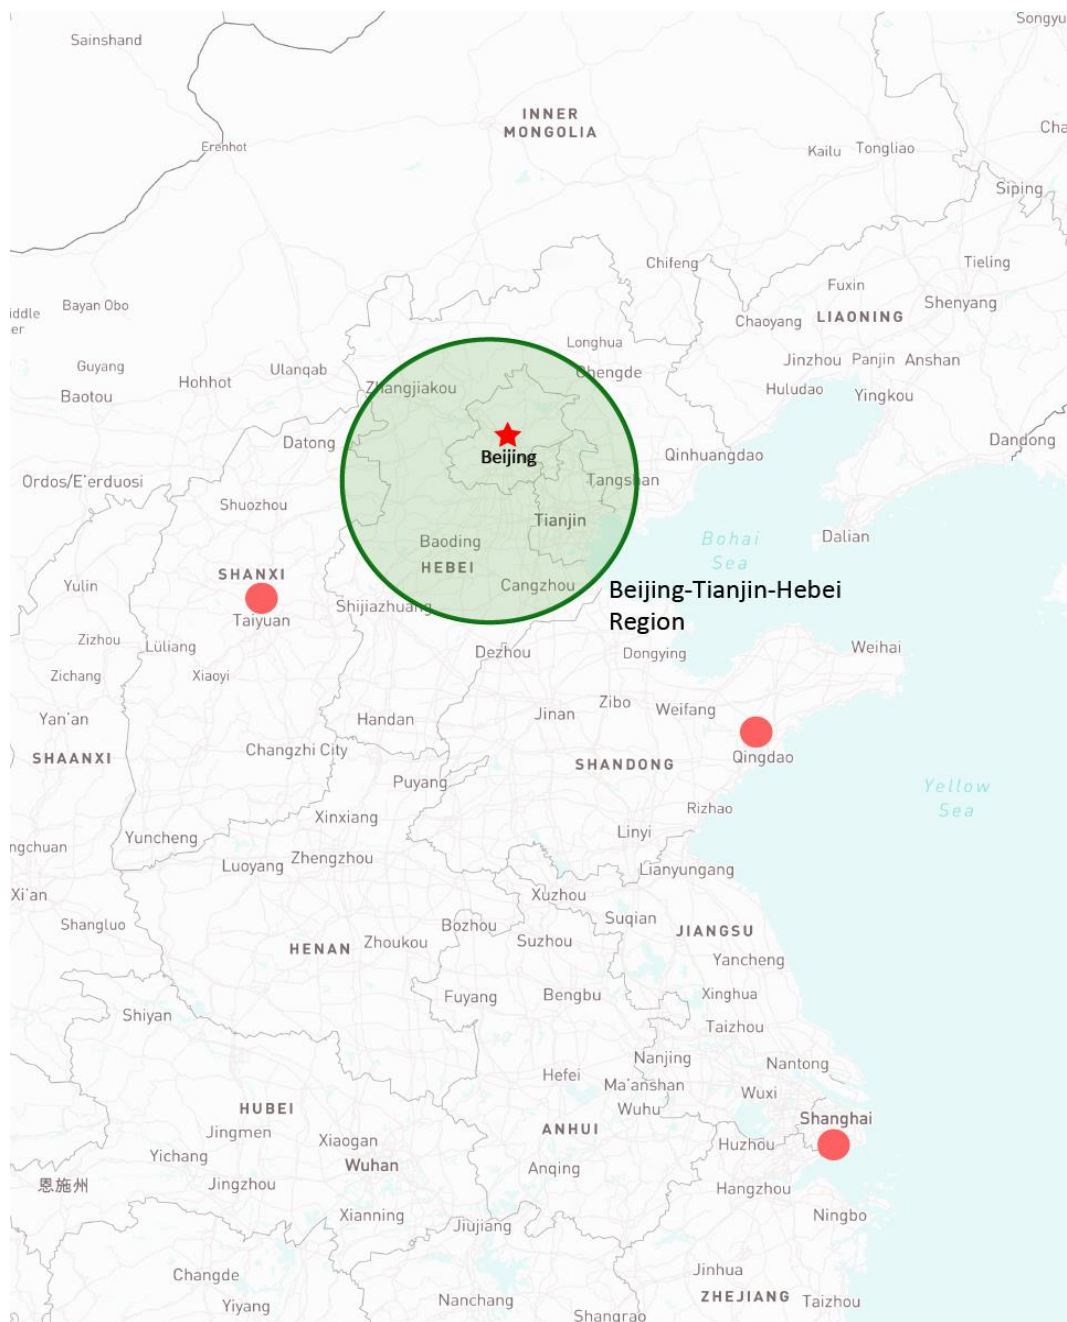 Songyu
Sainshand
INNER
MONGOLIA
Cha
Erenhot
Kailu
Tongliao
Siping
Chifeng
Tieling
Fuxin
Shenyang
iddle
er
Bayan Obo
LIAONING
Chaoyang
Longhua
Jinzhou
Panjin
Anshan
Guyang
Ulanqab
Chengde
Hohhot
Zhangjiakou
Huludao
Yingkou
Baotou
Datong
Dandong
Beijing
Qinhuangdao
Ordos/E'erduosi
Tangshan
Shuozhou
Tianjin
Dalian
Bohai
Sea
Baoding
HEBEI
SHANXI
Yulin
Cangzhou
Beijing-Tianjin-Hebei
Region
Shijiazhuang
Taiyuan
Zizhou
Lüliang
Dezhou
Dongying
Weihai
Zichang
Xiaoyi
Zibo
Weifang
Jinan
Yan'an
Handan
Changzhi City
SHAANXI
Qingdao
SHANDONG
Puyang
Yellow
Sea
Rizhao
Xinxiang
Linyi
Yuncheng
ngchuan
Luoyang
Zhengzhou
Lianyungang
Xi'an
Xuzhou
Shangluo
Bozhou
Suqian
JIANGSU
HENAN
Zhoukou
Suzhou
Yancheng
Fuyang
Bengbu
Xinghua
Shiyan
Taizhou
Nanjing
Nantong
Hefei
Ma'anshan
Wuxi
HUBEI
Wuhu
Shanghai
Jingmen
Xiaogan
ANHUI
Huzhou
Yichang
Wuhan
Anqing
恩施州
Jingzhou
Hangzhou
Xianning
Jiujiang
Ningbo
Changde
Jinhua
Yiyang
Nanchang
ZHEJIANG
Taizhou
Shangrao